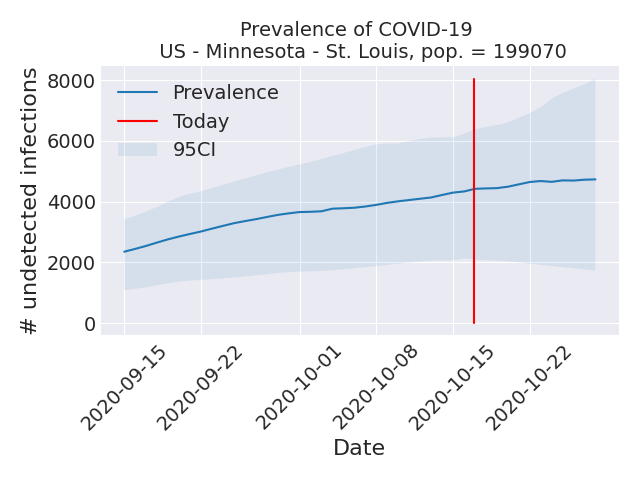 Prevalence of COVID-19
US - Minnesota - St. Louis, pop. = 199070
# undetected infections
8000
6000
4000
2000
0
Prevalence
Today
95CI
2020-09-15
2020-09-22
2020-10-01
2020-10-08
2020-10-15
2020-10-22
Date